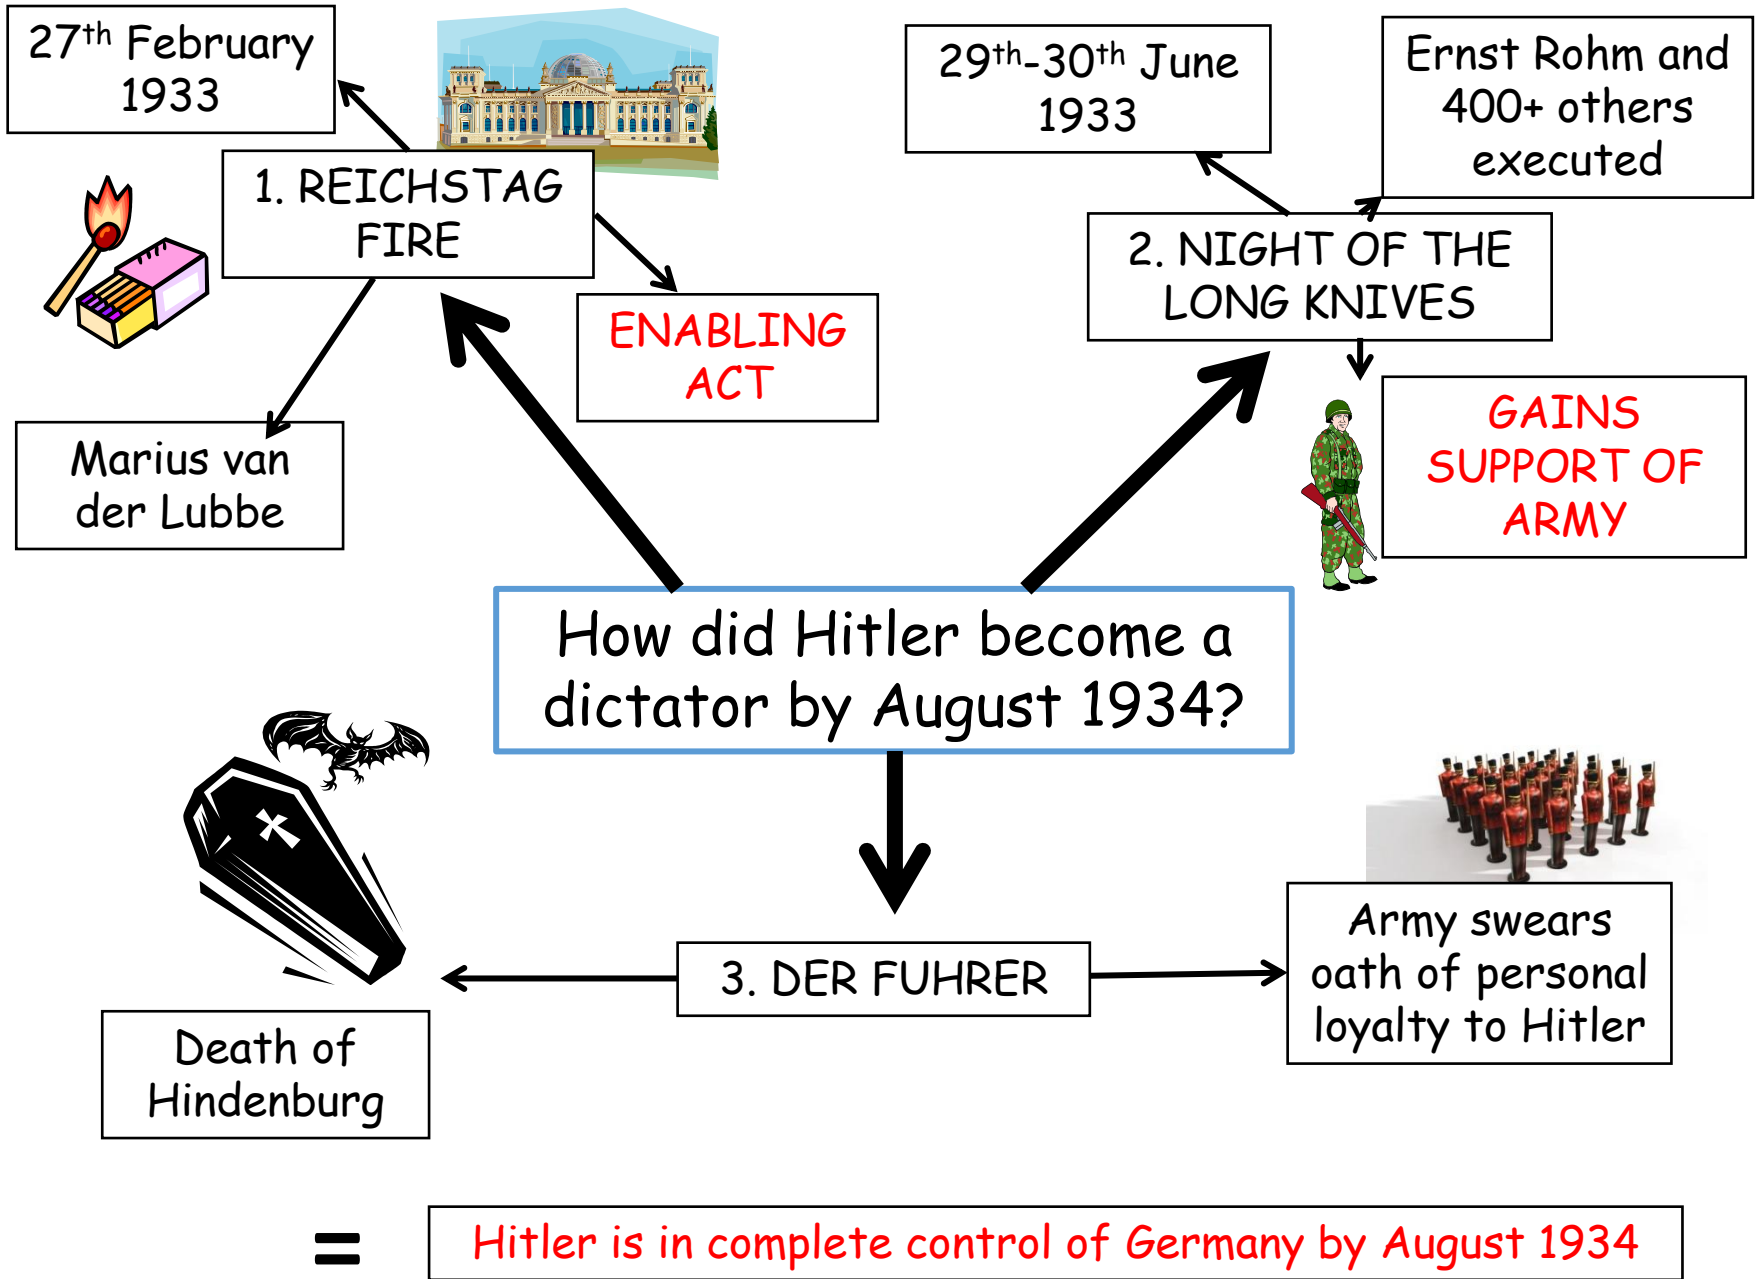 27th February
1933
1. REICHSTAG
FIRE
ENABLING
ACT
Marius van
der Lubbe
29th-30th June
1933
Ernst Rohm and
400+ others
executed
2. NIGHT OF THE
LONG KNIVES
GAINS
SUPPORT OF
ARMY
How did Hitler become a
dictator by August 1934?
3. DER FUHRER
Death of
Hindenburg
Army swears
oath of personal
loyalty to Hitler
= Hitler is in complete control of Germany by August 1934